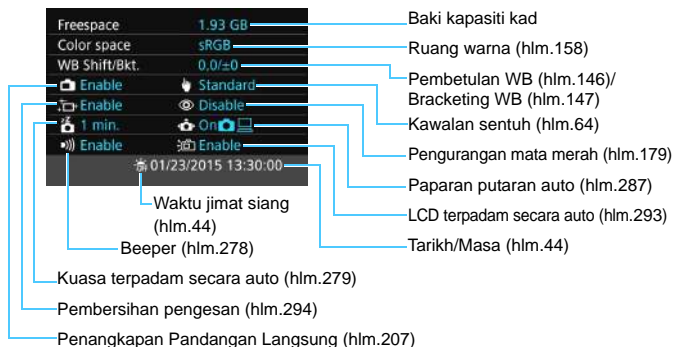 Freespace 1.93 GB
Color space sRGB
WB Shift/Bkt. 0,0/±0
Enable Standard
Enable Disable
1 min. On
Enable Enable
01/23/2015 13:30:00
Baki kapasiti kad
Ruang warna (hlm.158)
Pembetulan WB (hlm.146)/
Bracketing WB (hlm.147)
Kawalan sentuh (hlm.64)
Pengurangan mata merah (hlm.179)
Paparan putaran auto (hlm.287)
LCD terpadam secara auto (hlm.293)
Tarikh/Masa (hlm.44)
Waktu jimat siang
(hlm.44)
Beeper (hlm.278)
Kuasa terpadam secara auto (hlm.279)
Pembersihan pengesan (hlm.294)
Penangkapan Pandangan Langsung (hlm.207)